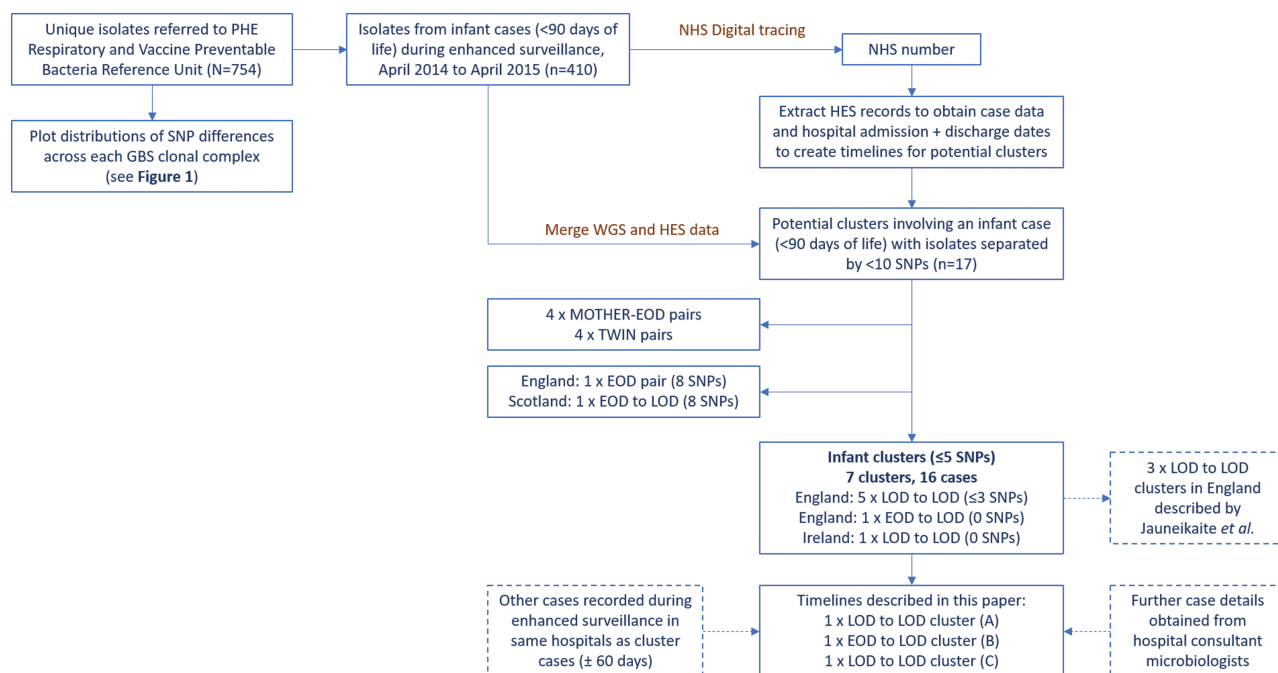 Unique isolates referred to PHE
Respiratory and Vaccine Preventable
Bacteria Reference Unit (N=754)
Isolates from infant cases (<90 days of
life) during enhanced surveillance,
April 2014 to April 2015 (n=410)
NHS Digital tracing
NHS number
Plot distributions of SNP differences
across each GBS clonal complex
(see Figure 1)
Extract HES records to obtain case data
and hospital admission + discharge dates
to create timelines for potential clusters
Merge WGS and HES data
Potential clusters involving an infant case
(<90 days of life) with isolates separated
by <10 SNPs (n=17)
4 x MOTHER-EOD pairs
4 x TWIN pairs
England: 1 x EOD pair (8 SNPs)
Scotland: 1 x EOD to LOD (8 SNPs)
Infant clusters (≤5 SNPs)
7 clusters, 16 cases
England: 5 x LOD to LOD (≤3 SNPs)
England: 1 x EOD to LOD (0 SNPs)
Ireland: 1 x LOD to LOD (0 SNPs)
3 x LOD to LOD
clusters in England
described by
Jauneikaite et al.
Other cases recorded during
enhanced surveillance in
same hospitals as cluster
cases (± 60 days)
Timelines described in this paper:
1 x LOD to LOD cluster (A)
1 x EOD to LOD cluster (B)
1 x LOD to LOD cluster (C)
Further case details
obtained from
hospital consultant
microbiologists